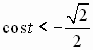 cos t < -√2/2